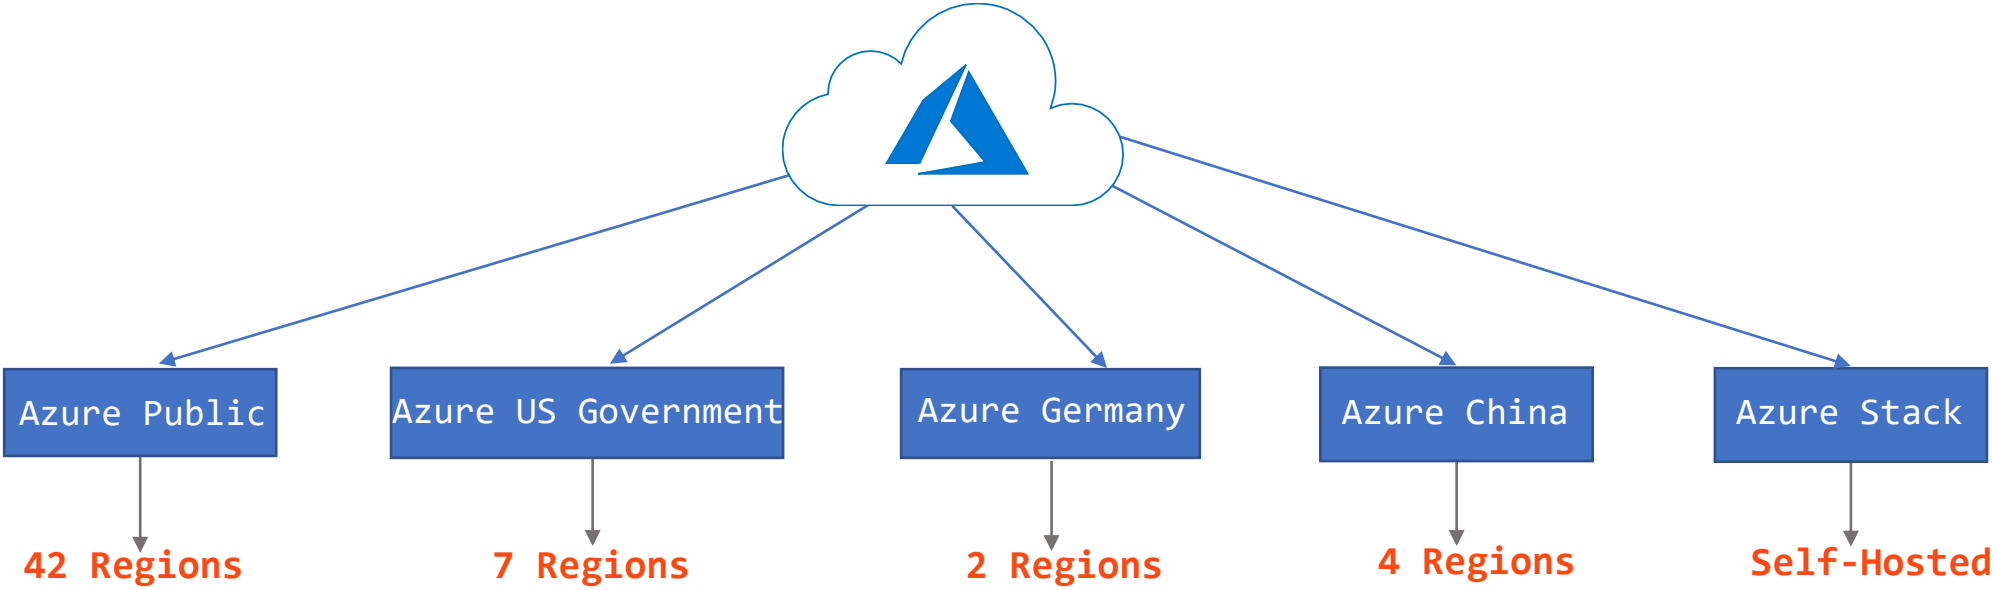 Azure Public
Azure US Government
Azure Germany
Azure China
Azure Stack
42 Regions
7 Regions
2 Regions
4 Regions
Self-Hosted